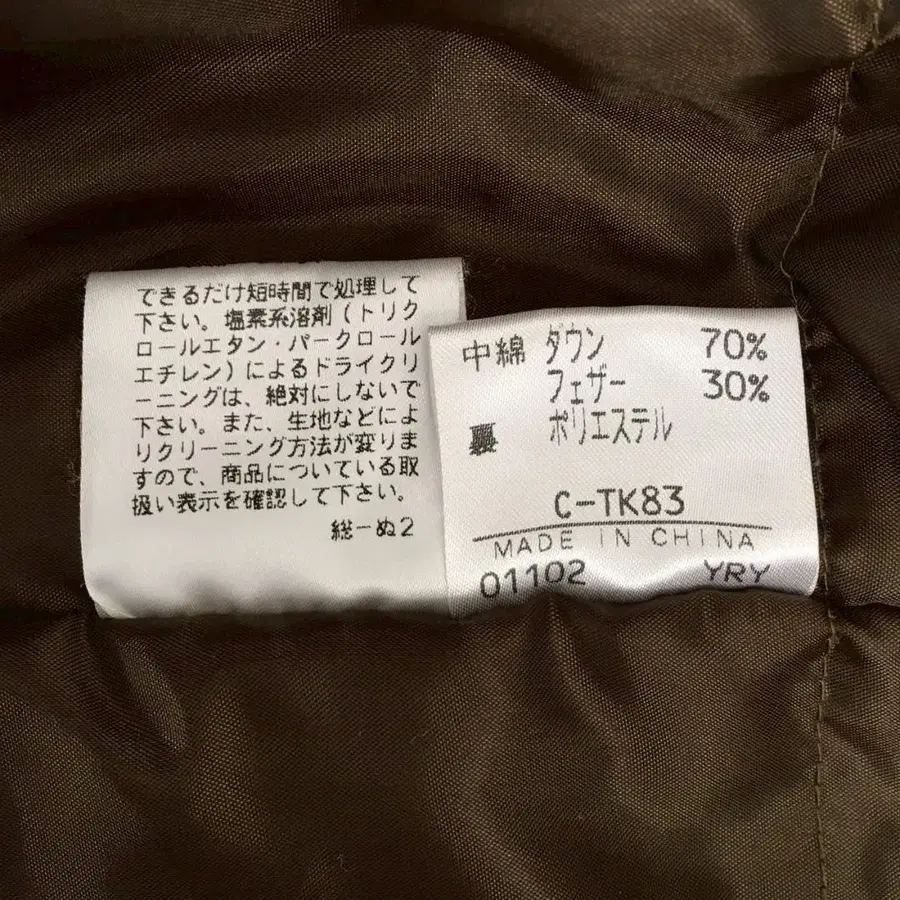 できるだけ短時間で処理して
下さい。塩素系溶剤（トリク
ロールエタン・パークロール
エチレン）によるドライクリ
ーニングは、絶対にしないで
下さい。また、生地などによ
りクリーニング方法が変りま
すので、商品についている取
扱い表示を確認して下さい。
総ーぬ2
中綿 ダウン 70%
フェザー 30%
裏 ポリエステル
C-TK83
MADE IN CHINA
01102 YRY